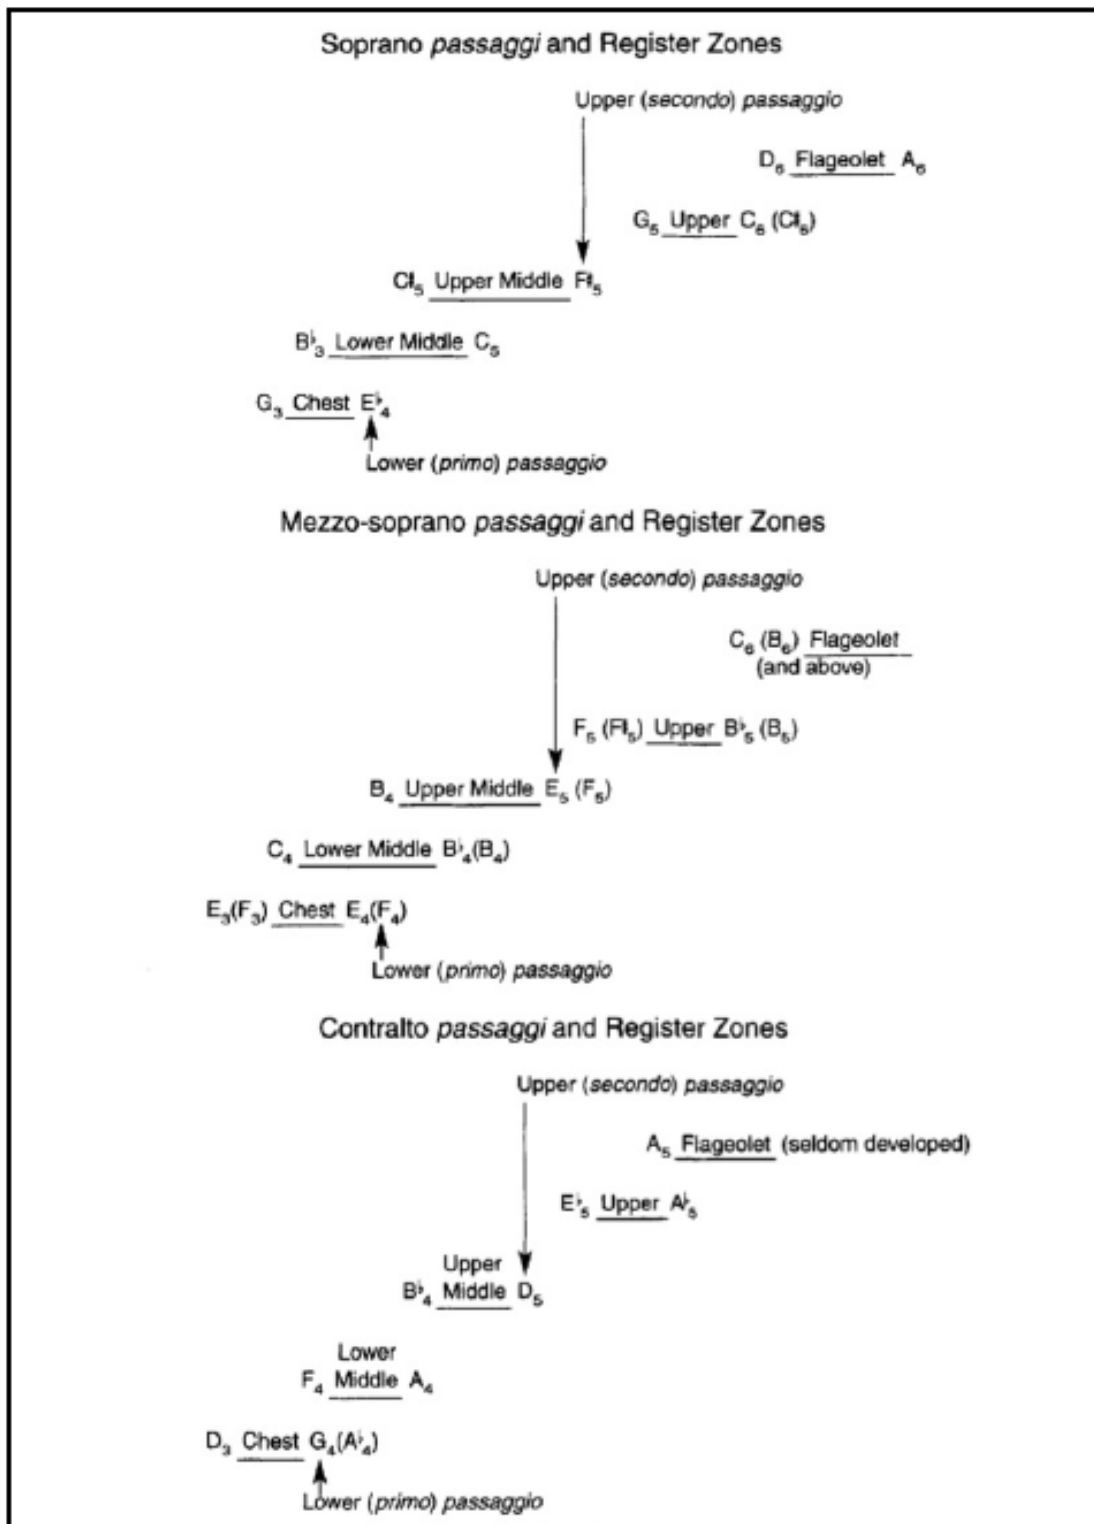 Soprano passaggi and Register Zones
Upper (secondo) passaggio
D₆ Flageolet A₆
G₅ Upper C₆ (C♯₆)
C♯₅ Upper Middle F♯₅
B♭₃ Lower Middle C₅
G₃ Chest E♭₄
Lower (primo) passaggio
Mezzo-soprano passaggi and Register Zones
Upper (secondo) passaggio
C₆ (B₆) Flageolet
(and above)
F₅ (F♯₅) Upper B♭₅ (B₅)
B₄ Upper Middle E₅ (F₅)
C₄ Lower Middle B♭₄(B₄)
E₃(F₃) Chest E₄(F₄)
Lower (primo) passaggio
Contralto passaggi and Register Zones
Upper (secondo) passaggio
A₅ Flageolet (seldom developed)
E♭₅ Upper A♭₅
Upper
B♭₄ Middle D₅
Lower
F₄ Middle A₄
D₃ Chest G₄(A♭₄)
Lower (primo) passaggio